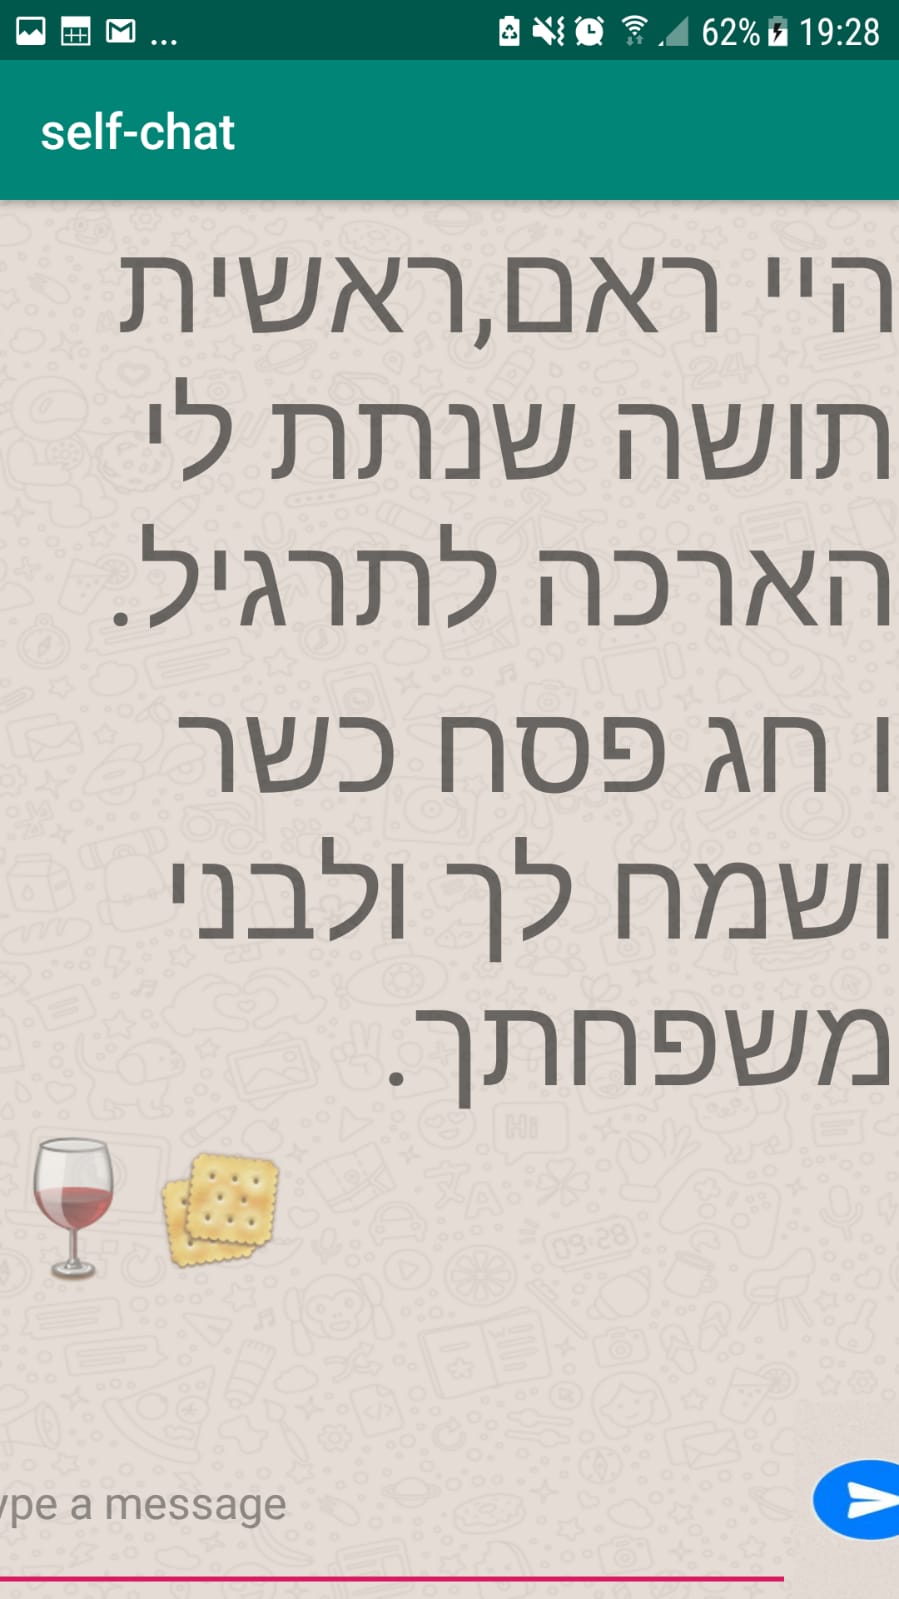 ... 62% 19:28
self-chat
היי ראם,ראשית
תושה שנתת לי
הארכה לתרגיל.
ו חג פסח כשר
ושמח לך ולבני
משפחתך.
ype a message